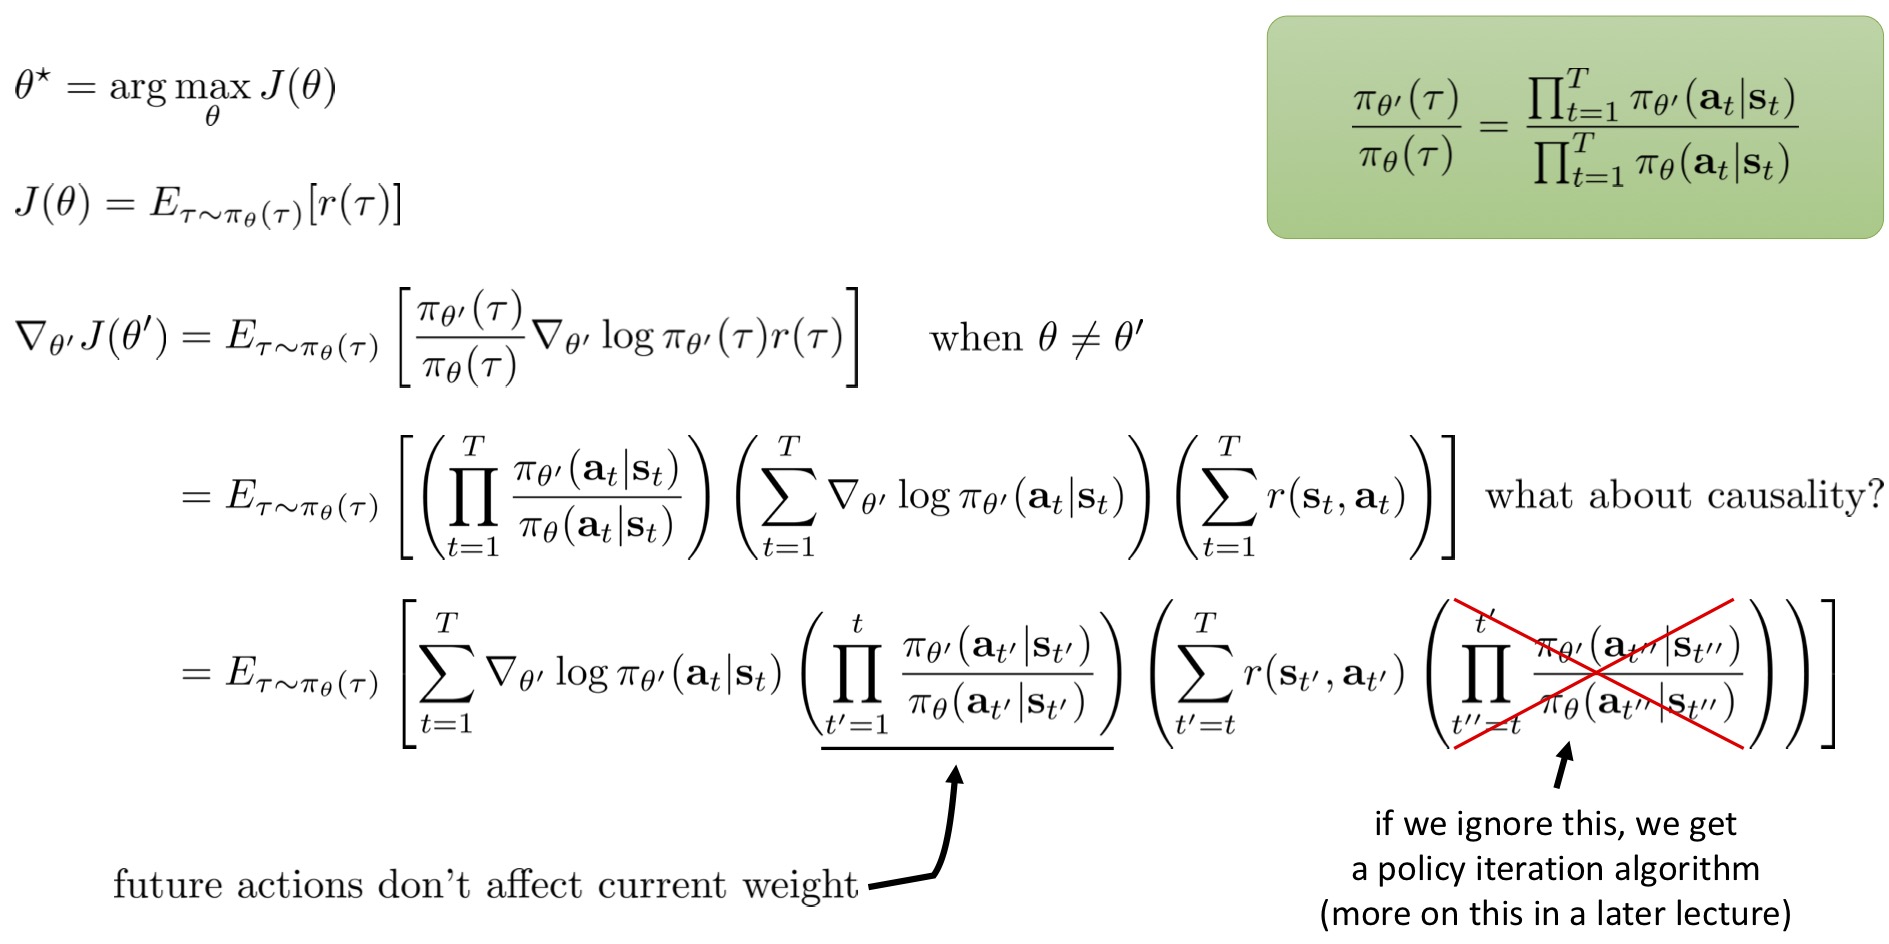 $\theta^\star = \arg\max_\theta J(\theta)$
$\frac{\pi_{\theta'}(\tau)}{\pi_\theta(\tau)} = \frac{\prod_{t=1}^T \pi_{\theta'}(\mathbf{a}_t|\mathbf{s}_t)}{\prod_{t=1}^T \pi_\theta(\mathbf{a}_t|\mathbf{s}_t)}$
$J(\theta) = E_{\tau\sim\pi_\theta(\tau)}[r(\tau)]$
$\nabla_{\theta'} J(\theta') = E_{\tau\sim\pi_\theta(\tau)}\left[\frac{\pi_{\theta'}(\tau)}{\pi_\theta(\tau)} \nabla_{\theta'} \log \pi_{\theta'}(\tau) r(\tau)\right]$ when $\theta \neq \theta'$
$= E_{\tau\sim\pi_\theta(\tau)}\left[\left(\prod_{t=1}^T \frac{\pi_{\theta'}(\mathbf{a}_t|\mathbf{s}_t)}{\pi_\theta(\mathbf{a}_t|\mathbf{s}_t)}\right)\left(\sum_{t=1}^T \nabla_{\theta'} \log \pi_{\theta'}(\mathbf{a}_t|\mathbf{s}_t)\right)\left(\sum_{t=1}^T r(\mathbf{s}_t, \mathbf{a}_t)\right)\right]$ what about causality?
$= E_{\tau\sim\pi_\theta(\tau)}\left[\sum_{t=1}^T \nabla_{\theta'} \log \pi_{\theta'}(\mathbf{a}_t|\mathbf{s}_t)\left(\prod_{t'=1}^t \frac{\pi_{\theta'}(\mathbf{a}_{t'}|\mathbf{s}_{t'})}{\pi_\theta(\mathbf{a}_{t'}|\mathbf{s}_{t'})}\right)\left(\sum_{t'=t}^T r(\mathbf{s}_{t'}, \mathbf{a}_{t'})\left(\prod_{t''=t}^{t'} \frac{\pi_{\theta'}(\mathbf{a}_{t''}|\mathbf{s}_{t''})}{\pi_\theta(\mathbf{a}_{t''}|\mathbf{s}_{t''})}\right)\right)\right]$
future actions don't affect current weight
if we ignore this, we get
a policy iteration algorithm
(more on this in a later lecture)